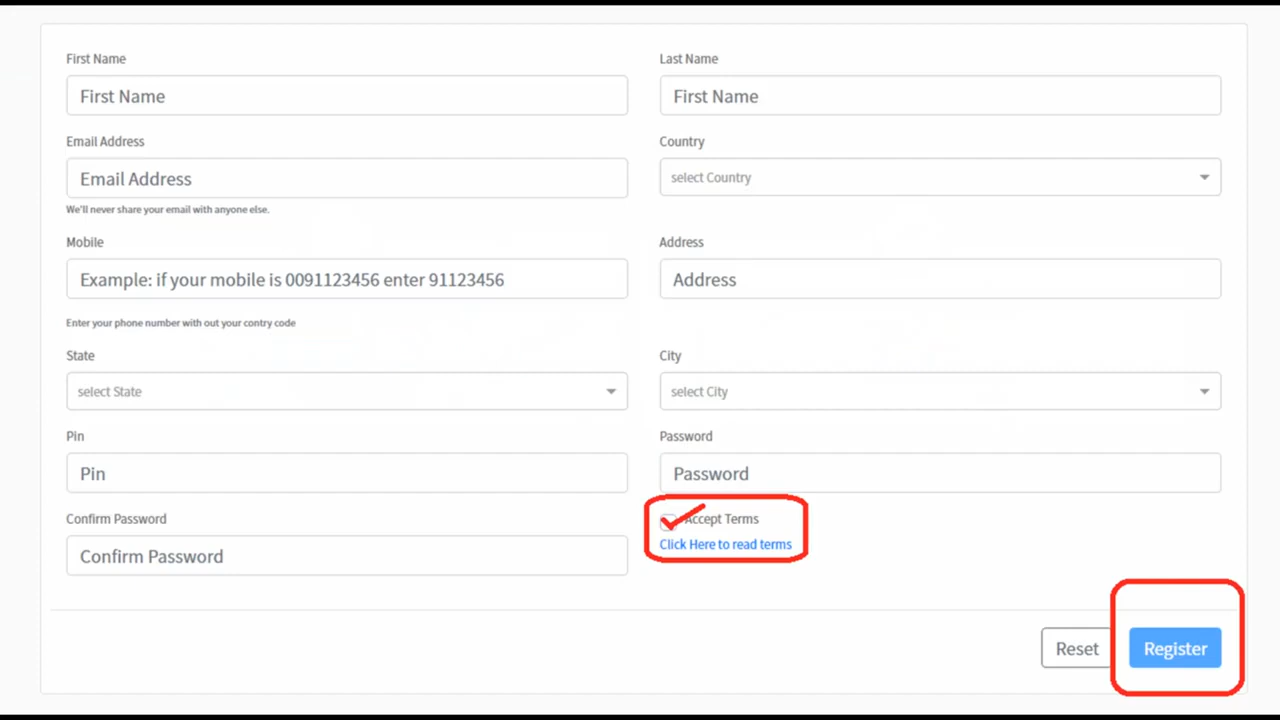 First Name
Last Name
First Name
First Name
Email Address
Country
Email Address
select Country
We'll never share your email with anyone else.
Mobile
Address
Example: if your mobile is 0091123456 enter 91123456
Address
Enter your phone number with out your contry code
State
City
select State
select City
Pin
Password
Pin
Password
Confirm Password
Accept Terms
Click Here to read terms
Confirm Password
Reset
Register